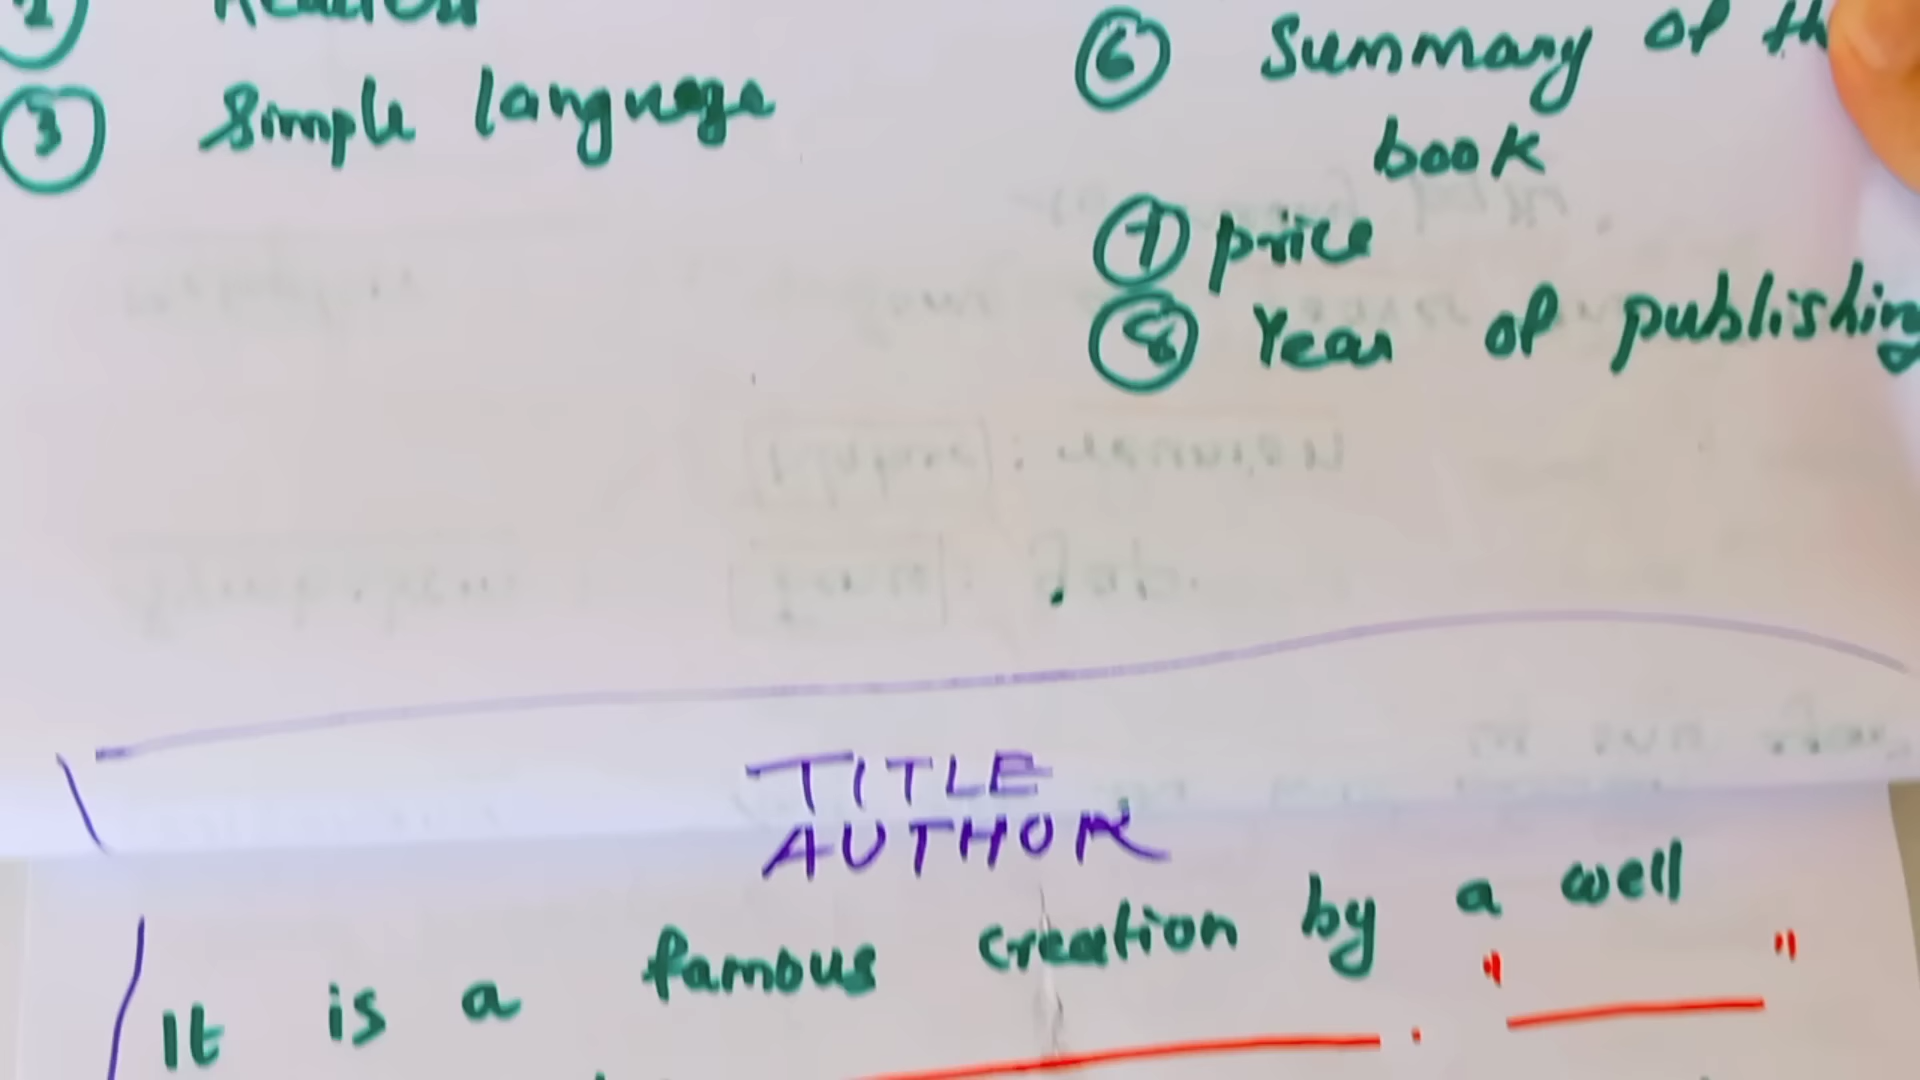 ③ Simple language
⑥ Summary of
book
⑦ price
⑧ Year of publishing
TITLE
AUTHOR
It is a famous creation by a well
" "